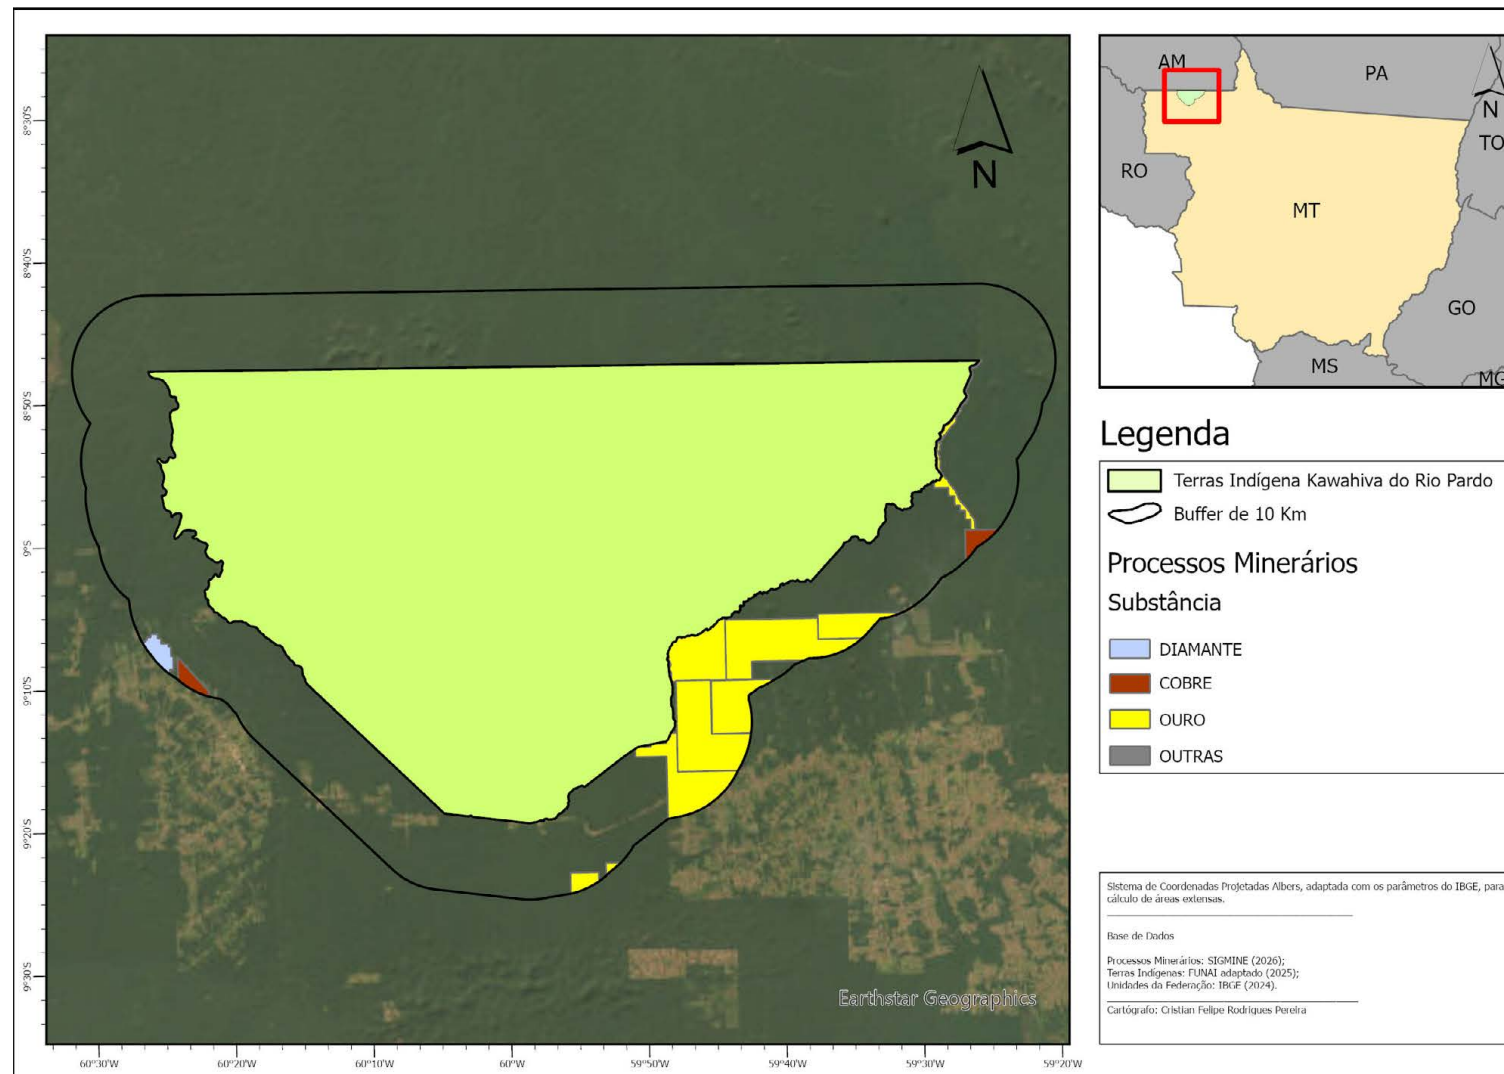 N
8°30'S
8°40'S
8°50'S
9°S
9°10'S
9°20'S
9°30'S
60°30'W
60°20'W
60°10'W
60°W
59°50'W
59°40'W
59°30'W
59°20'W
Earthstar Geographics
AM
PA
N
TO
RO
MT
GO
MS
MG
Legenda
Terras Indígena Kawahiva do Rio Pardo
Buffer de 10 Km
Processos Minerários
Substância
DIAMANTE
COBRE
OURO
OUTRAS
Sistema de Coordenadas Projetadas Albers, adaptada com os parâmetros do IBGE, para
cálculo de áreas extensas.
Base de Dados
Processos Minerários: SIGMINE (2026);
Terras Indígenas: FUNAI adaptado (2025);
Unidades da Federação: IBGE (2024).
Cartógrafo: Cristian Felipe Rodrigues Pereira